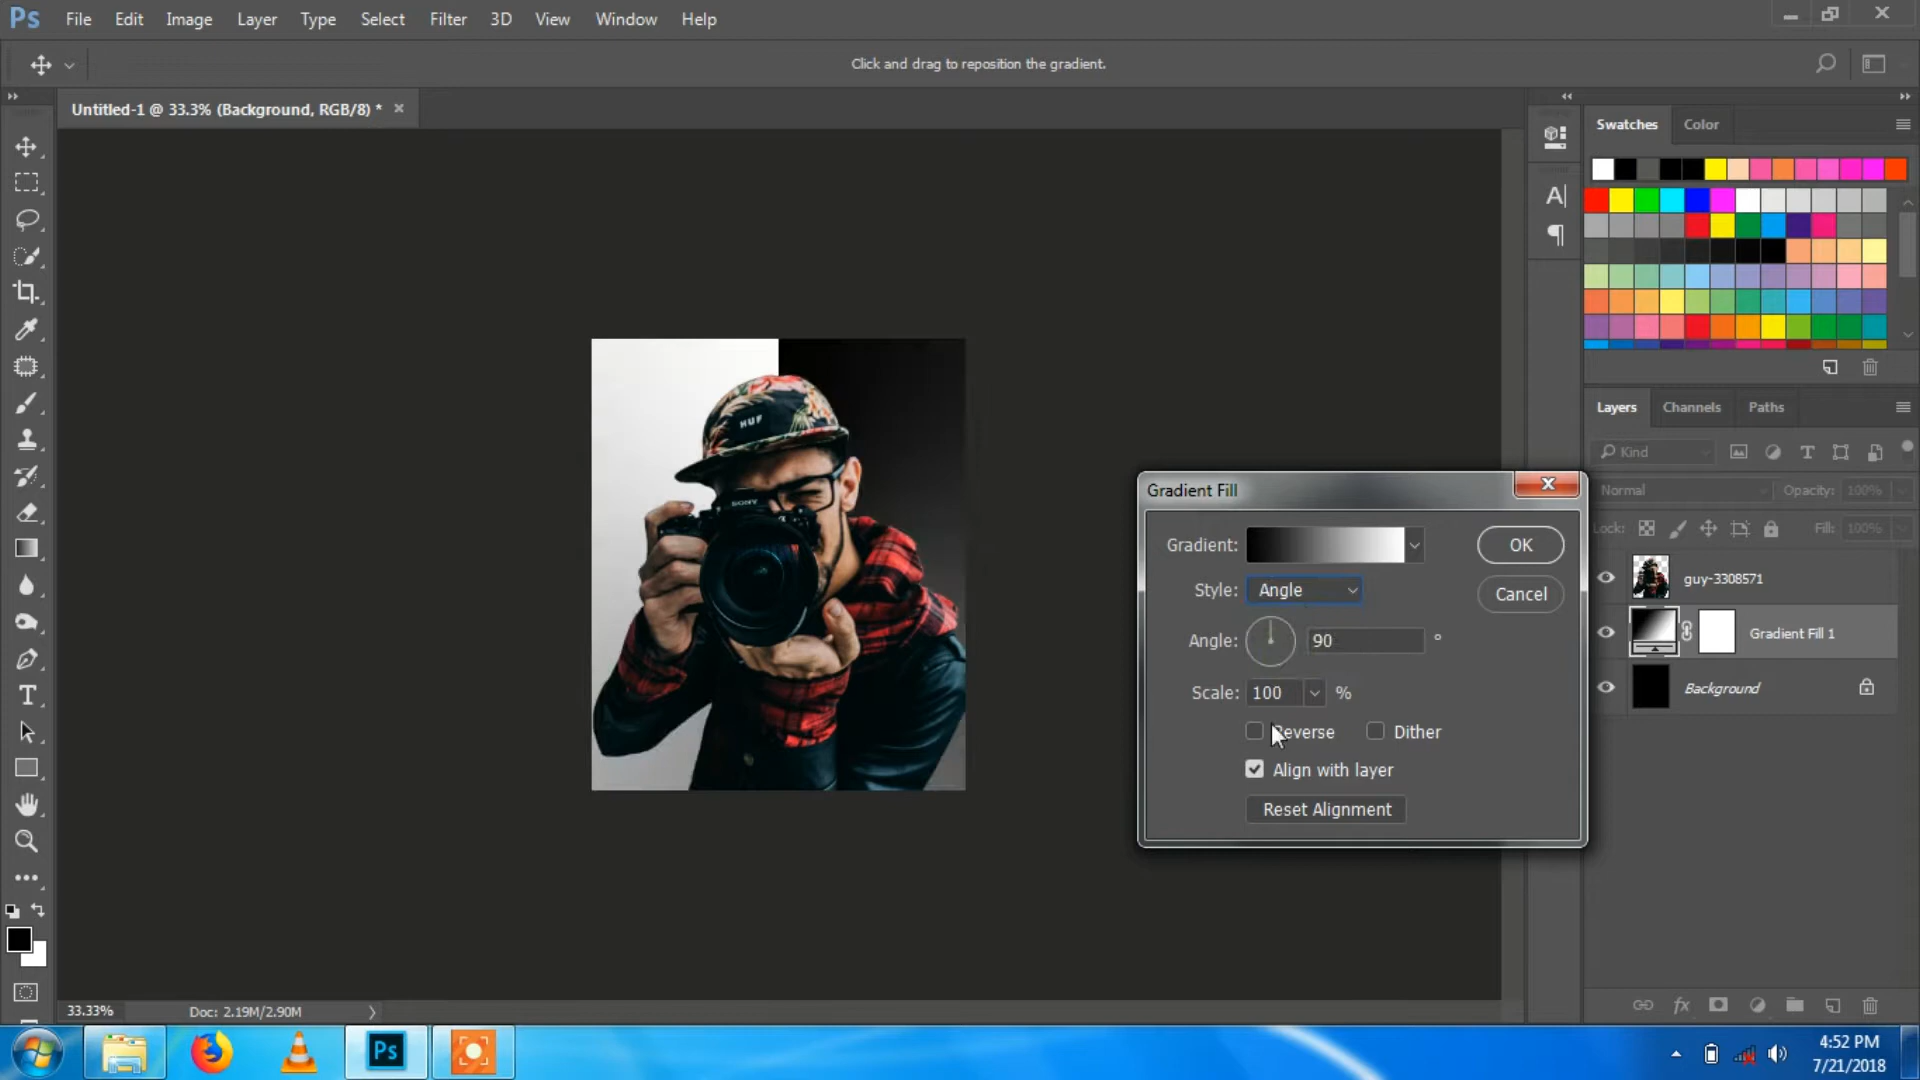 Ps File Edit Image Layer Type Select Filter 3D View Window Help
Click and drag to reposition the gradient.
Untitled-1 @ 33.3% (Background, RGB/8) *
Swatches Color
HUF
SONY
Layers Channels Paths
Kind
Normal Opacity: 100%
Lock: Fill: 100%
guy-3308571
Gradient Fill 1
Background
Gradient Fill
Gradient: OK
Style: Angle Cancel
Angle: 90 °
Scale: 100 %
Reverse Dither
Align with layer
Reset Alignment
33.33% Doc: 2.19M/2.90M
Ps
4:52 PM
7/21/2018